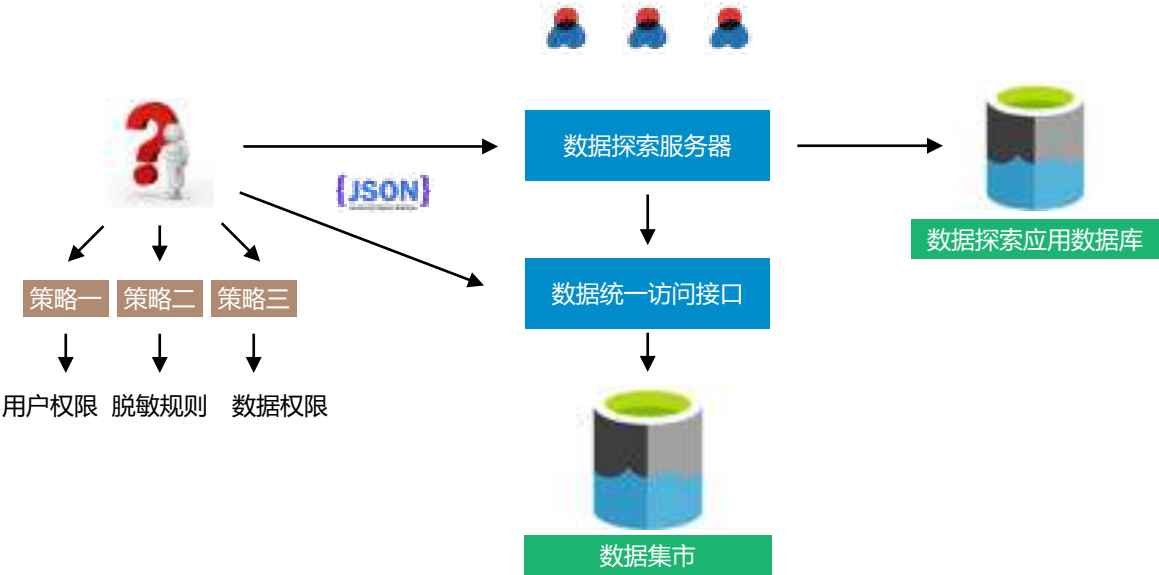 数据探索服务器
{JSON}
数据探索应用数据库
策略一
策略二
策略三
数据统一访问接口
用户权限
脱敏规则
数据权限
数据集市